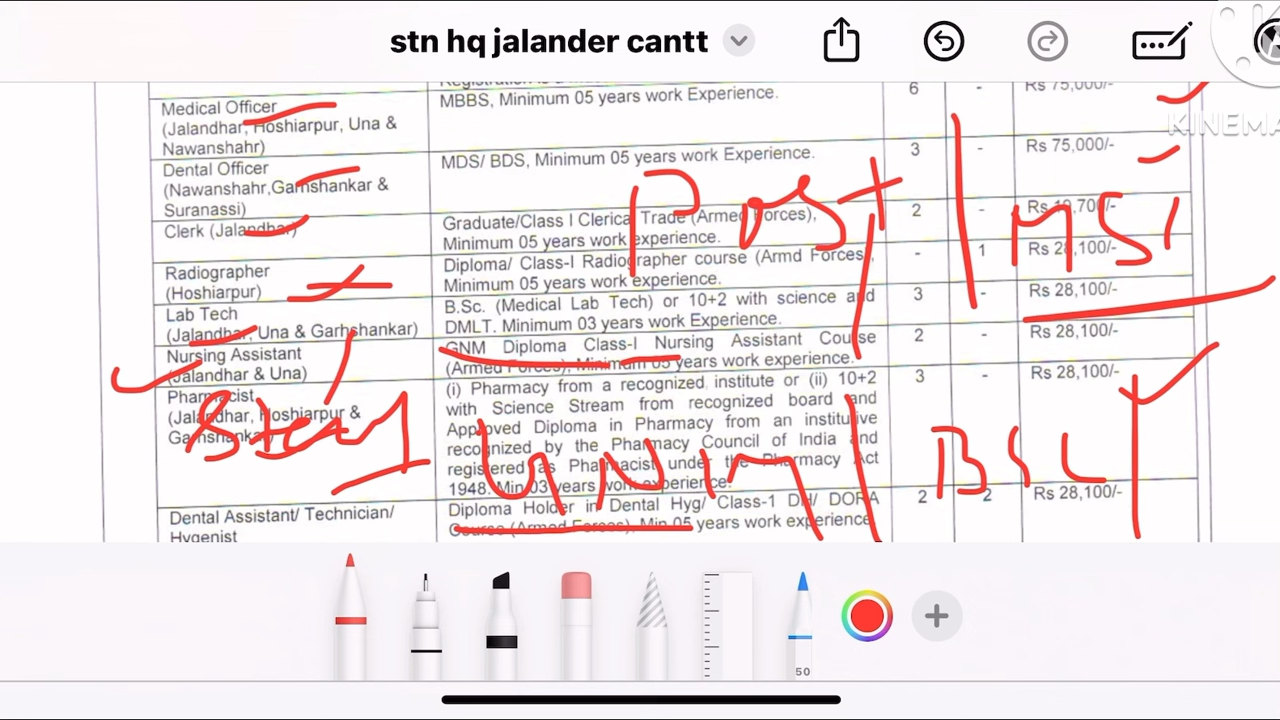 stn hq jalander cantt
KINEMA
Medical Officer MBBS, Minimum 05 years work Experience. 6 - Rs 75,000/-
(Jalandhar, Hoshiarpur, Una &
Nawanshahr)
Dental Officer MDS/ BDS, Minimum 05 years work Experience. 3 - Rs 75,000/-
(Nawanshahr,Garhshankar &
Suranassi)
Clerk (Jalandhar) Graduate/Class I Clerical Trade (Armed Forces), 2 -
Minimum 05 years work experience.
Radiographer Diploma/ Class-I Radiographer course (Armd Forces), - 1 Rs 28,100/-
(Hoshiarpur) Minimum 05 years work experience.
Lab Tech B.Sc. (Medical Lab Tech) or 10+2 with science and 3 - Rs 28,100/-
(Jalandhar, Una & Garhshankar) DMLT. Minimum 03 years work Experience.
Nursing Assistant GNM Diploma Class-I Nursing Assistant Course 2 - Rs 28,100/-
(Jalandhar & Una) (Armed Forces), Minimum 05 years work experience.
Pharmacist (i) Pharmacy from a recognized institute or (ii) 10+2 3 - Rs 28,100/-
(Jalandhar, Hoshiarpur & with Science Stream from recognized board and
Approved Diploma in Pharmacy from an institutive
recognized by the Pharmacy Council of India and
registered as Pharmacist under the Pharmacy Act
1948. Min 03 years work experience.
Dental Assistant/ Technician/ Diploma Holder in Dental Hyg/ Class-1 DH/ DORA 2 2 Rs 28,100/-
Hygenist Course (Armed Forces), Min 05 years work experience
Post
GNM
50